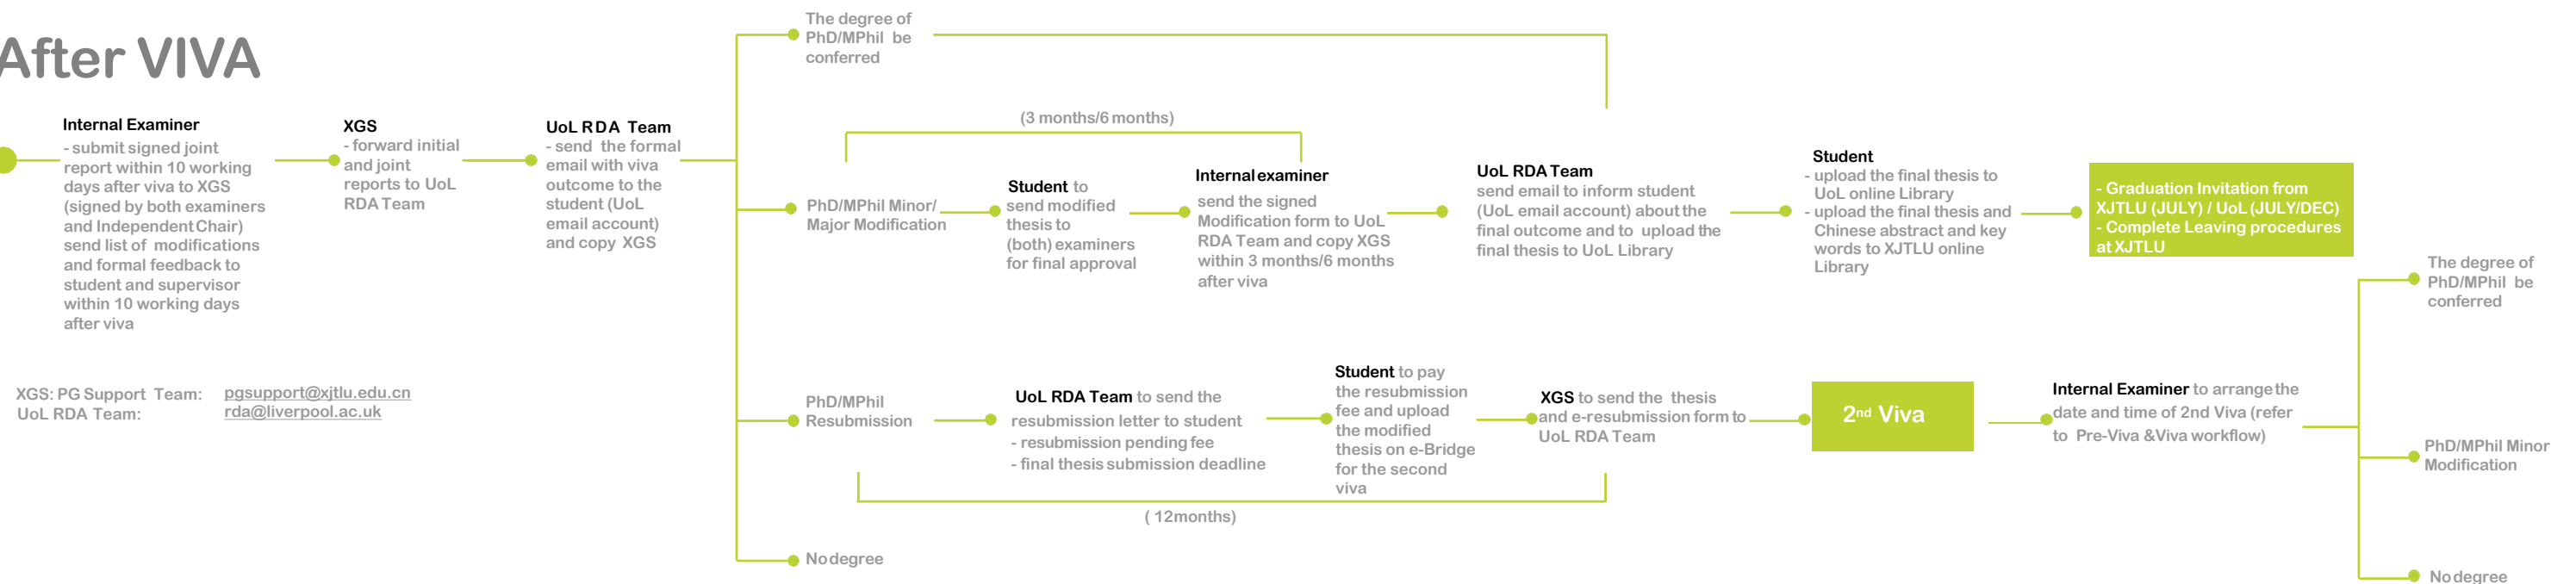 After VIVA
Internal Examiner
- submit signed joint
report within 10 working
days after viva to XGS
(signed by both examiners
and Independent Chair)
send list of modifications
and formal feedback to
student and supervisor
within 10 working days
after viva
XGS
- forward initial
and joint
reports to UoL
RDA Team
UoL RDA Team
- send the formal
email with viva
outcome to the
student (UoL
email account)
and copy XGS
The degree of
PhD/MPhil be
conferred
(3 months/6 months)
PhD/MPhil Minor/
Major Modification
Student to
send modified
thesis to
(both) examiners
for final approval
Internal examiner
send the signed
Modification form to UoL
RDA Team and copy XGS
within 3 months/6 months
after viva
UoL RDA Team
send email to inform student
(UoL email account) about the
final outcome and to upload the
final thesis to UoL Library
Student
- upload the final thesis to
UoL online Library
- upload the final thesis and
Chinese abstract and key
words to XJTLU online
Library
- Graduation Invitation from
XJTLU (JULY) / UoL (JULY/DEC)
- Complete Leaving procedures
at XJTLU
PhD/MPhil
Resubmission
UoL RDA Team to send the
resubmission letter to student
- resubmission pending fee
- final thesis submission deadline
Student to pay
the resubmission
fee and upload
the modified
thesis on e-Bridge
for the second
viva
XGS to send the thesis
and e-resubmission form to
UoL RDA Team
2nd Viva
Internal Examiner to arrange the
date and time of 2nd Viva (refer
to Pre-Viva &Viva workflow)
The degree of
PhD/MPhil be
conferred
PhD/MPhil Minor
Modification
No degree
( 12months)
No degree
XGS: PG Support Team: pgsupport@xjtlu.edu.cn
UoL RDA Team: rda@liverpool.ac.uk